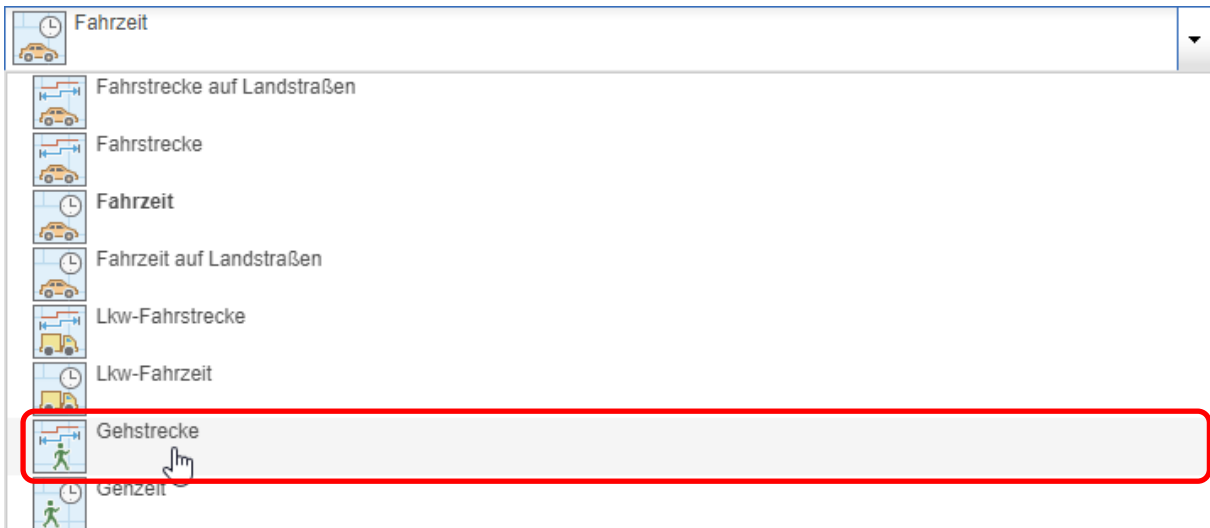 Fahrzeit
Fahrstrecke auf Landstraßen
Fahrstrecke
Fahrzeit
Fahrzeit auf Landstraßen
Lkw-Fahrstrecke
Lkw-Fahrzeit
Gehstrecke
Gehzeit